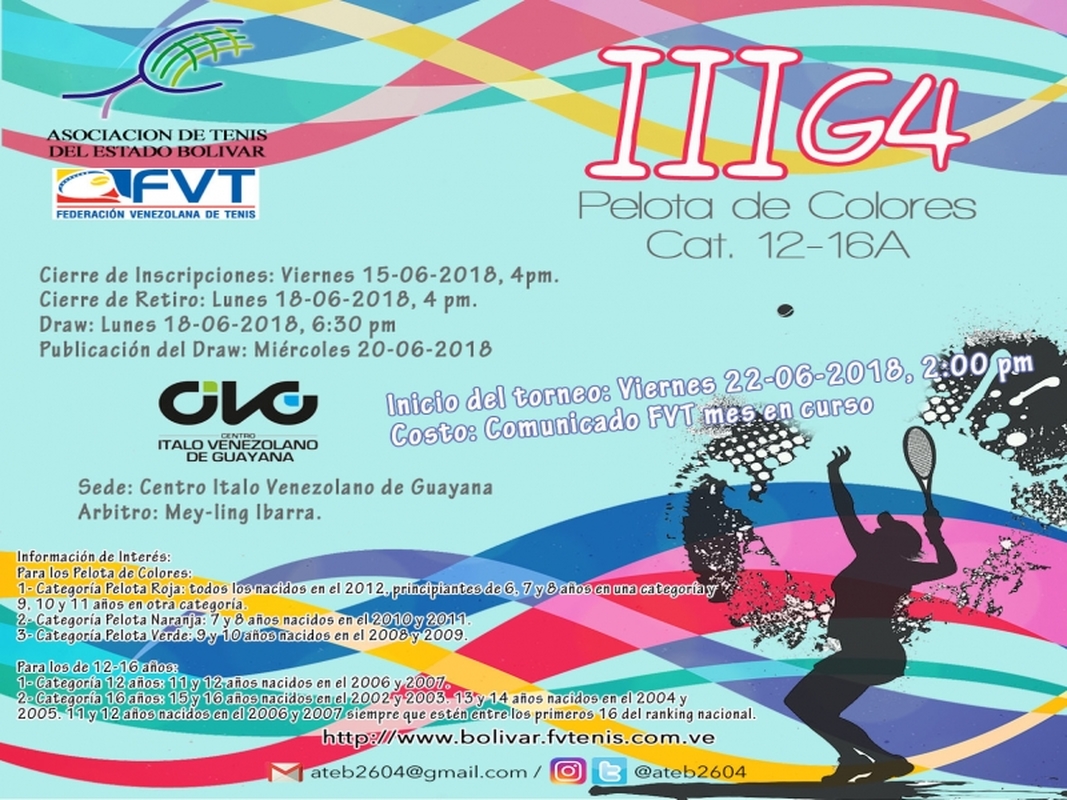 ASOCIACION DE TENIS
DEL ESTADO BOLIVAR
FVT
FEDERACIÓN VENEZOLANA DE TENIS
III G4
Pelota de Colores
Cat. 12-16A
Cierre de Inscripciones: Viernes 15-06-2018, 4pm.
Cierre de Retiro: Lunes 18-06-2018, 4 pm.
Draw: Lunes 18-06-2018, 6:30 pm
Publicación del Draw: Miércoles 20-06-2018
Inicio del torneo: Viernes 22-06-2018, 2:00 pm
Costo: Comunicado FVT mes en curso
CIVG
CENTRO
ITALO VENEZOLANO
DE GUAYANA
Sede: Centro Italo Venezolano de Guayana
Arbitro: Mey-ling Ibarra.
Información de Interés:
Para los Pelota de Colores:
1- Categoría Pelota Roja: todos los nacidos en el 2012, principiantes de 6, 7 y 8 años en una categoría y
9, 10 y 11 años en otra categoría.
2- Categoría Pelota Naranja: 7 y 8 años nacidos en el 2010 y 2011.
3- Categoría Pelota Verde: 9 y 10 años nacidos en el 2008 y 2009.
Para los de 12-16 años:
1- Categoría 12 años: 11 y 12 años nacidos en el 2006 y 2007.
2- Categoría 16 años: 15 y 16 años nacidos en el 2002 y 2003. 13 y 14 años nacidos en el 2004 y
2005. 11 y 12 años nacidos en el 2006 y 2007 siempre que estén entre los primeros 16 del ranking nacional.
http://www.bolivar.fvtenis.com.ve
ateb2604@gmail.com / @ateb2604